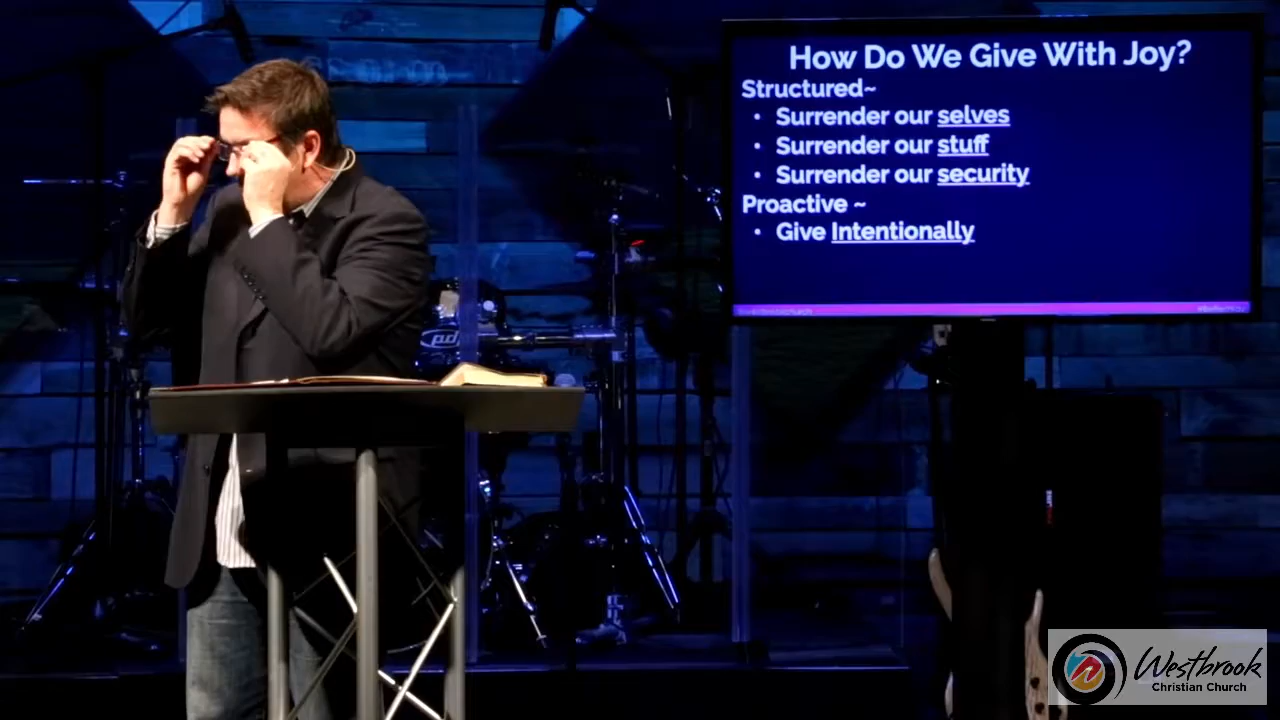 How Do We Give With Joy?
Structured~
• Surrender our selves
• Surrender our stuff
• Surrender our security
Proactive ~
• Give Intentionally
pd
Westbrook
Christian Church